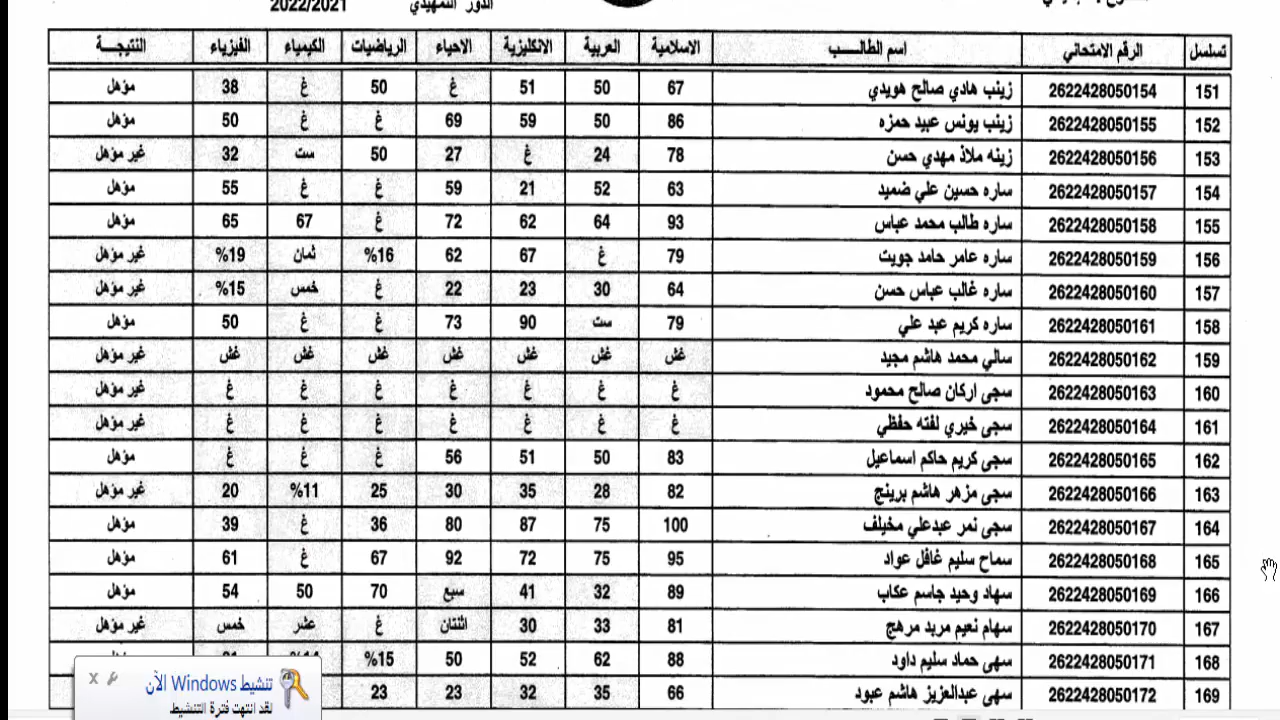 الدور التمهيدي 2022/2021
تسلسل الرقم الامتحاني اسم الطالـــــب الاسلامية العربية الانكليزية الاحياء الرياضيات الكيمياء الفيزياء النتيجـــة
151 2622428050154 زينب هادي صالح هويدي 67 50 51 غ 50 غ 38 مؤهل
152 2622428050155 زينب يونس عبيد حمزه 86 50 59 69 غ غ 50 مؤهل
153 2622428050156 زينه ملاذ مهدي حسن 78 24 غ 27 50 ست 32 غير مؤهل
154 2622428050157 ساره حسين علي ضميد 63 52 21 59 غ غ 55 مؤهل
155 2622428050158 ساره طالب محمد عباس 93 64 62 72 غ 67 65 مؤهل
156 2622428050159 ساره عامر حامد جويت 79 غ 67 62 %16 ثمان %19 غير مؤهل
157 2622428050160 ساره غالب عباس حسن 64 30 23 22 غ خمس %15 غير مؤهل
158 2622428050161 ساره كريم عبد علي 79 ست 90 73 غ غ 50 مؤهل
159 2622428050162 سالي محمد هاشم مجيد غش غش غش غش غش غش غش غير مؤهل
160 2622428050163 سجى اركان صالح محمود غ غ غ غ غ غ غ غير مؤهل
161 2622428050164 سجى خيري لفته حفظي غ غ غ غ غ غ غ غير مؤهل
162 2622428050165 سجى كريم حاكم اسماعيل 83 50 51 56 غ غ غ مؤهل
163 2622428050166 سجى مزهر هاشم برينج 82 28 35 30 25 %11 20 غير مؤهل
164 2622428050167 سجى نمر عبدعلي مخيلف 100 75 87 80 36 غ 39 مؤهل
165 2622428050168 سماح سليم غافل عواد 95 75 72 92 67 غ 61 مؤهل
166 2622428050169 سهاد وحيد جاسم عكاب 89 32 41 سبع 70 50 54 مؤهل
167 2622428050170 سهام نعيم مريد مرهج 81 33 30 اثنتان غ عشر خمس غير مؤهل
168 2622428050171 سهى حماد سليم داود 88 62 52 50 %15
169 2622428050172 سهى عبدالعزيز هاشم عبود 66 35 32 23 23
تنشيط Windows الآن
لقد انتهت فترة التنشيط